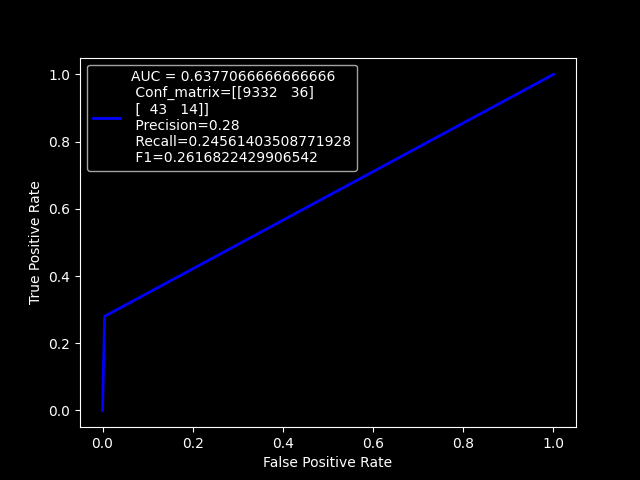 AUC = 0.6377066666666666
Conf_matrix=[[9332 36]
[ 43 14]]
Precision=0.28
Recall=0.24561403508771928
F1=0.2616822429906542
1.0
0.8
0.6
0.4
0.2
0.0
True Positive Rate
0.0 0.2 0.4 0.6 0.8 1.0
False Positive Rate